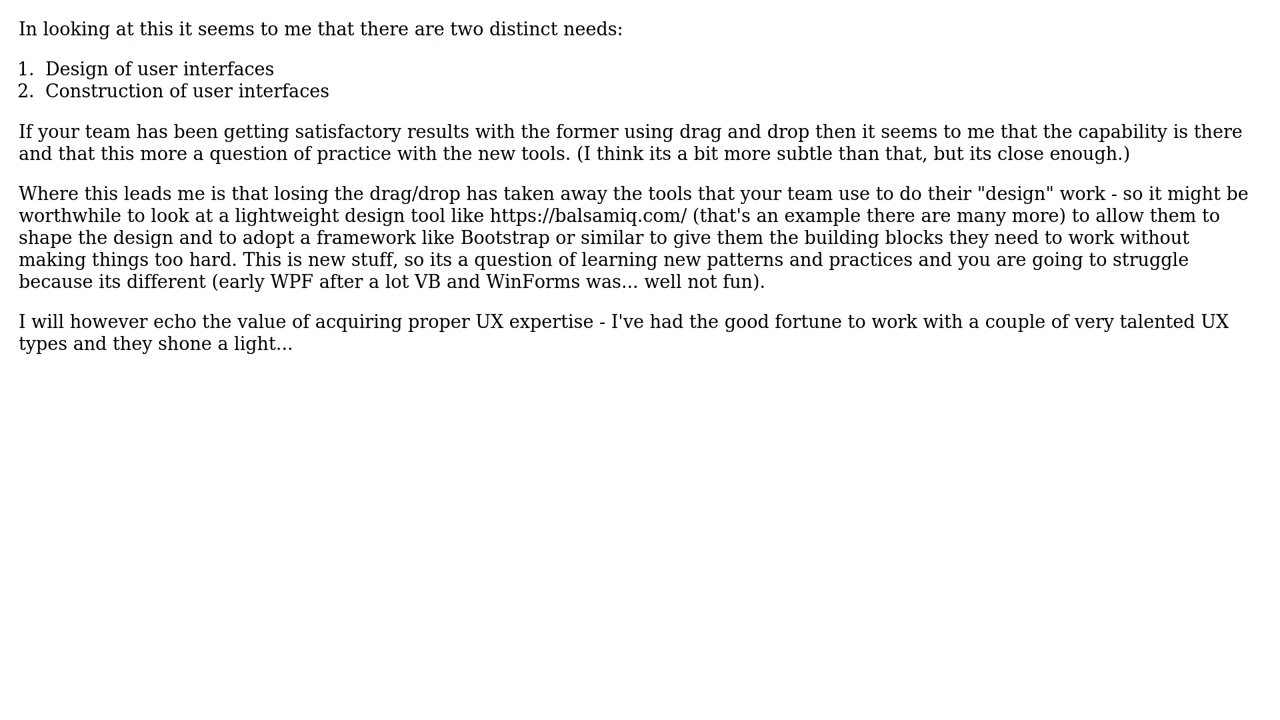 In looking at this it seems to me that there are two distinct needs:
1. Design of user interfaces
2. Construction of user interfaces
If your team has been getting satisfactory results with the former using drag and drop then it seems to me that the capability is there
and that this more a question of practice with the new tools. (I think its a bit more subtle than that, but its close enough.)
Where this leads me is that losing the drag/drop has taken away the tools that your team use to do their "design" work - so it might be
worthwhile to look at a lightweight design tool like https://balsamiq.com/ (that's an example there are many more) to allow them to
shape the design and to adopt a framework like Bootstrap or similar to give them the building blocks they need to work without
making things too hard. This is new stuff, so its a question of learning new patterns and practices and you are going to struggle
because its different (early WPF after a lot VB and WinForms was... well not fun).
I will however echo the value of acquiring proper UX expertise - I've had the good fortune to work with a couple of very talented UX
types and they shone a light...